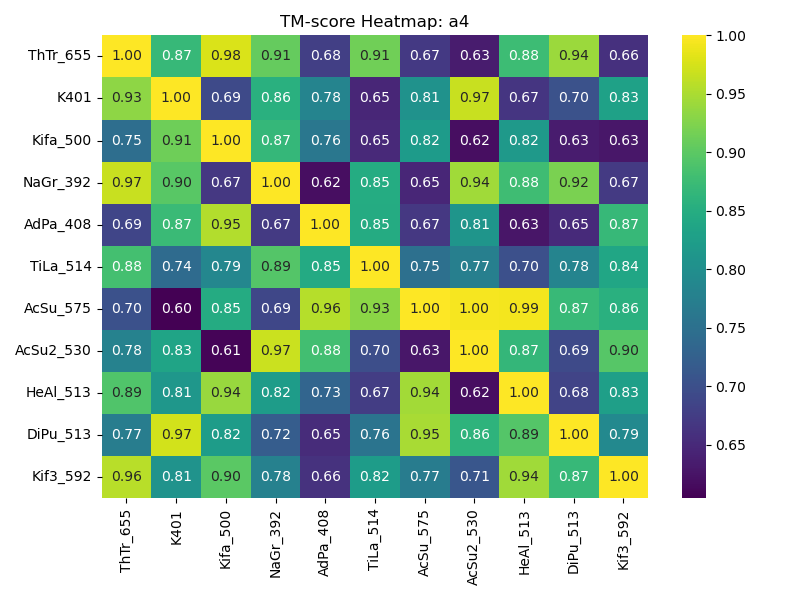 TM-score Heatmap: a4
ThTr_655 1.00 0.87 0.98 0.91 0.68 0.91 0.67 0.63 0.88 0.94 0.66
K401 0.93 1.00 0.69 0.86 0.78 0.65 0.81 0.97 0.67 0.70 0.83
Kifa_500 0.75 0.91 1.00 0.87 0.76 0.65 0.82 0.62 0.82 0.63 0.63
NaGr_392 0.97 0.90 0.67 1.00 0.62 0.85 0.65 0.94 0.88 0.92 0.67
AdPa_408 0.69 0.87 0.95 0.67 1.00 0.85 0.67 0.81 0.63 0.65 0.87
TiLa_514 0.88 0.74 0.79 0.89 0.85 1.00 0.75 0.77 0.70 0.78 0.84
AcSu_575 0.70 0.60 0.85 0.69 0.96 0.93 1.00 1.00 0.99 0.87 0.86
AcSu2_530 0.78 0.83 0.61 0.97 0.88 0.70 0.63 1.00 0.87 0.69 0.90
HeAl_513 0.89 0.81 0.94 0.82 0.73 0.67 0.94 0.62 1.00 0.68 0.83
DiPu_513 0.77 0.97 0.82 0.72 0.65 0.76 0.95 0.86 0.89 1.00 0.79
Kif3_592 0.96 0.81 0.90 0.78 0.66 0.82 0.77 0.71 0.94 0.87 1.00
ThTr_655 K401 Kifa_500 NaGr_392 AdPa_408 TiLa_514 AcSu_575 AcSu2_530 HeAl_513 DiPu_513 Kif3_592
1.00
0.95
0.90
0.85
0.80
0.75
0.70
0.65